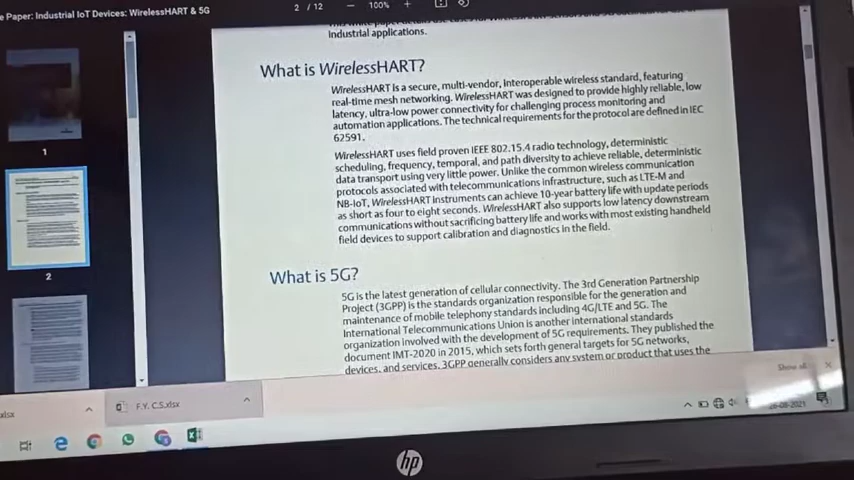 e Paper: Industrial IoT Devices: WirelessHART & 5G
2 / 12
100%
Industrial applications.
What is WirelessHART?
WirelessHART is a secure, multi-vendor, interoperable wireless standard, featuring
real-time mesh networking. WirelessHART was designed to provide highly reliable, low
latency, ultra-low power connectivity for challenging process monitoring and
automation applications. The technical requirements for the protocol are defined in IEC
62591.
WirelessHART uses field proven IEEE 802.15.4 radio technology, deterministic
scheduling, frequency, temporal, and path diversity to achieve reliable, deterministic
data transport using very little power. Unlike the common wireless communication
protocols associated with telecommunications infrastructure, such as LTE-M and
NB-IoT, WirelessHART instruments can achieve 10-year battery life with update periods
as short as four to eight seconds. WirelessHART also supports low latency downstream
communications without sacrificing battery life and works with most existing handheld
field devices to support calibration and diagnostics in the field.
What is 5G?
5G is the latest generation of cellular connectivity. The 3rd Generation Partnership
Project (3GPP) is the standards organization responsible for the generation and
maintenance of mobile telephony standards including 4G/LTE and 5G. The
International Telecommunications Union is another international standards
organization involved with the development of 5G requirements. They published the
document IMT-2020 in 2015, which sets forth general targets for 5G networks,
devices, and services. 3GPP generally considers any system or product that uses the
1
2
Show all
xlsx
F.Y. C.S.xlsx
26-08-2021
hp